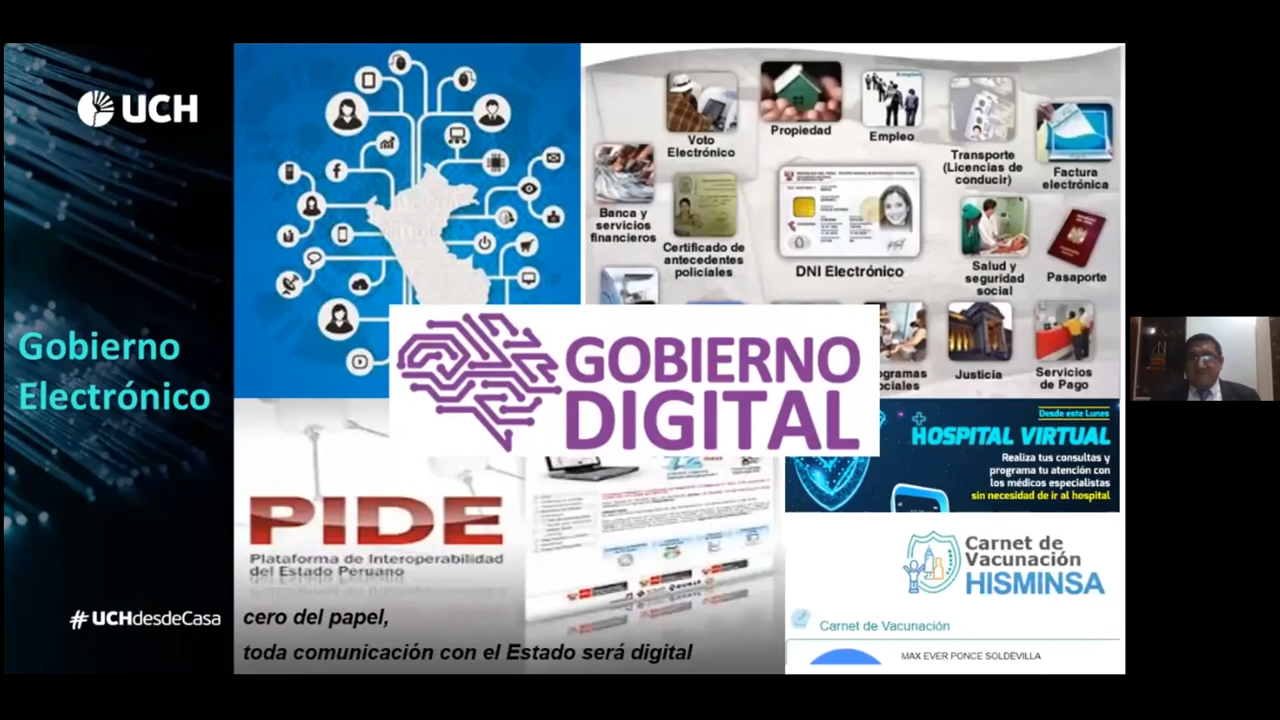 UCH
Gobierno
Electrónico
#UCHdesdeCasa
Voto
Electrónico
Propiedad
Empleo
Transporte
(Licencias de
conducir)
Factura
electrónica
Banca y
servicios
financieros
Certificado de
antecedentes
policiales
DNI Electrónico
Salud y
seguridad
social
Pasaporte
Justicia
Servicios
de Pago
GOBIERNO
DIGITAL
PIDE
Plataforma de Interoperabilidad
del Estado Peruano
cero del papel,
toda comunicación con el Estado será digital
Desde este Lunes
HOSPITAL VIRTUAL
Realiza tus consultas y
programa tu atención con
los médicos especialistas
sin necesidad de ir al hospital
Carnet de
Vacunación
HISMINSA
Carnet de Vacunación
MAX EVER PONCE SOLDEVILLA